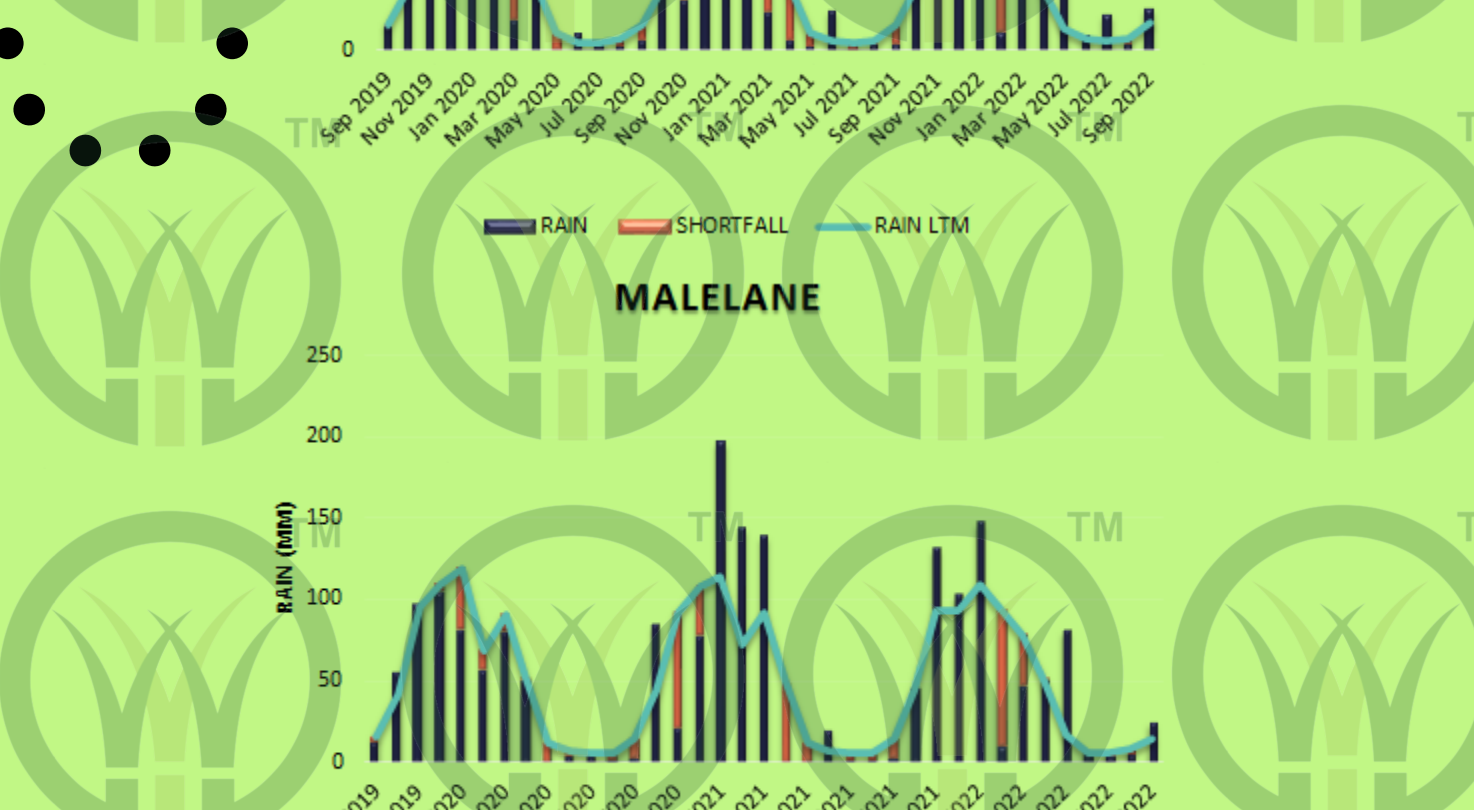 0
Sep 2019 Nov 2019 Jan 2020 Mar 2020 May 2020 Jul 2020 Sep 2020 Nov 2020 Jan 2021 Mar 2021 May 2021 Jul 2021 Sep 2021 Nov 2021 Jan 2022 Mar 2022 May 2022 Jul 2022 Sep 2022
TM TM TM
RAIN SHORTFALL RAIN LTM
MALELANE
250
200
TM TM TM
150
RAIN (MM)
100
50
0